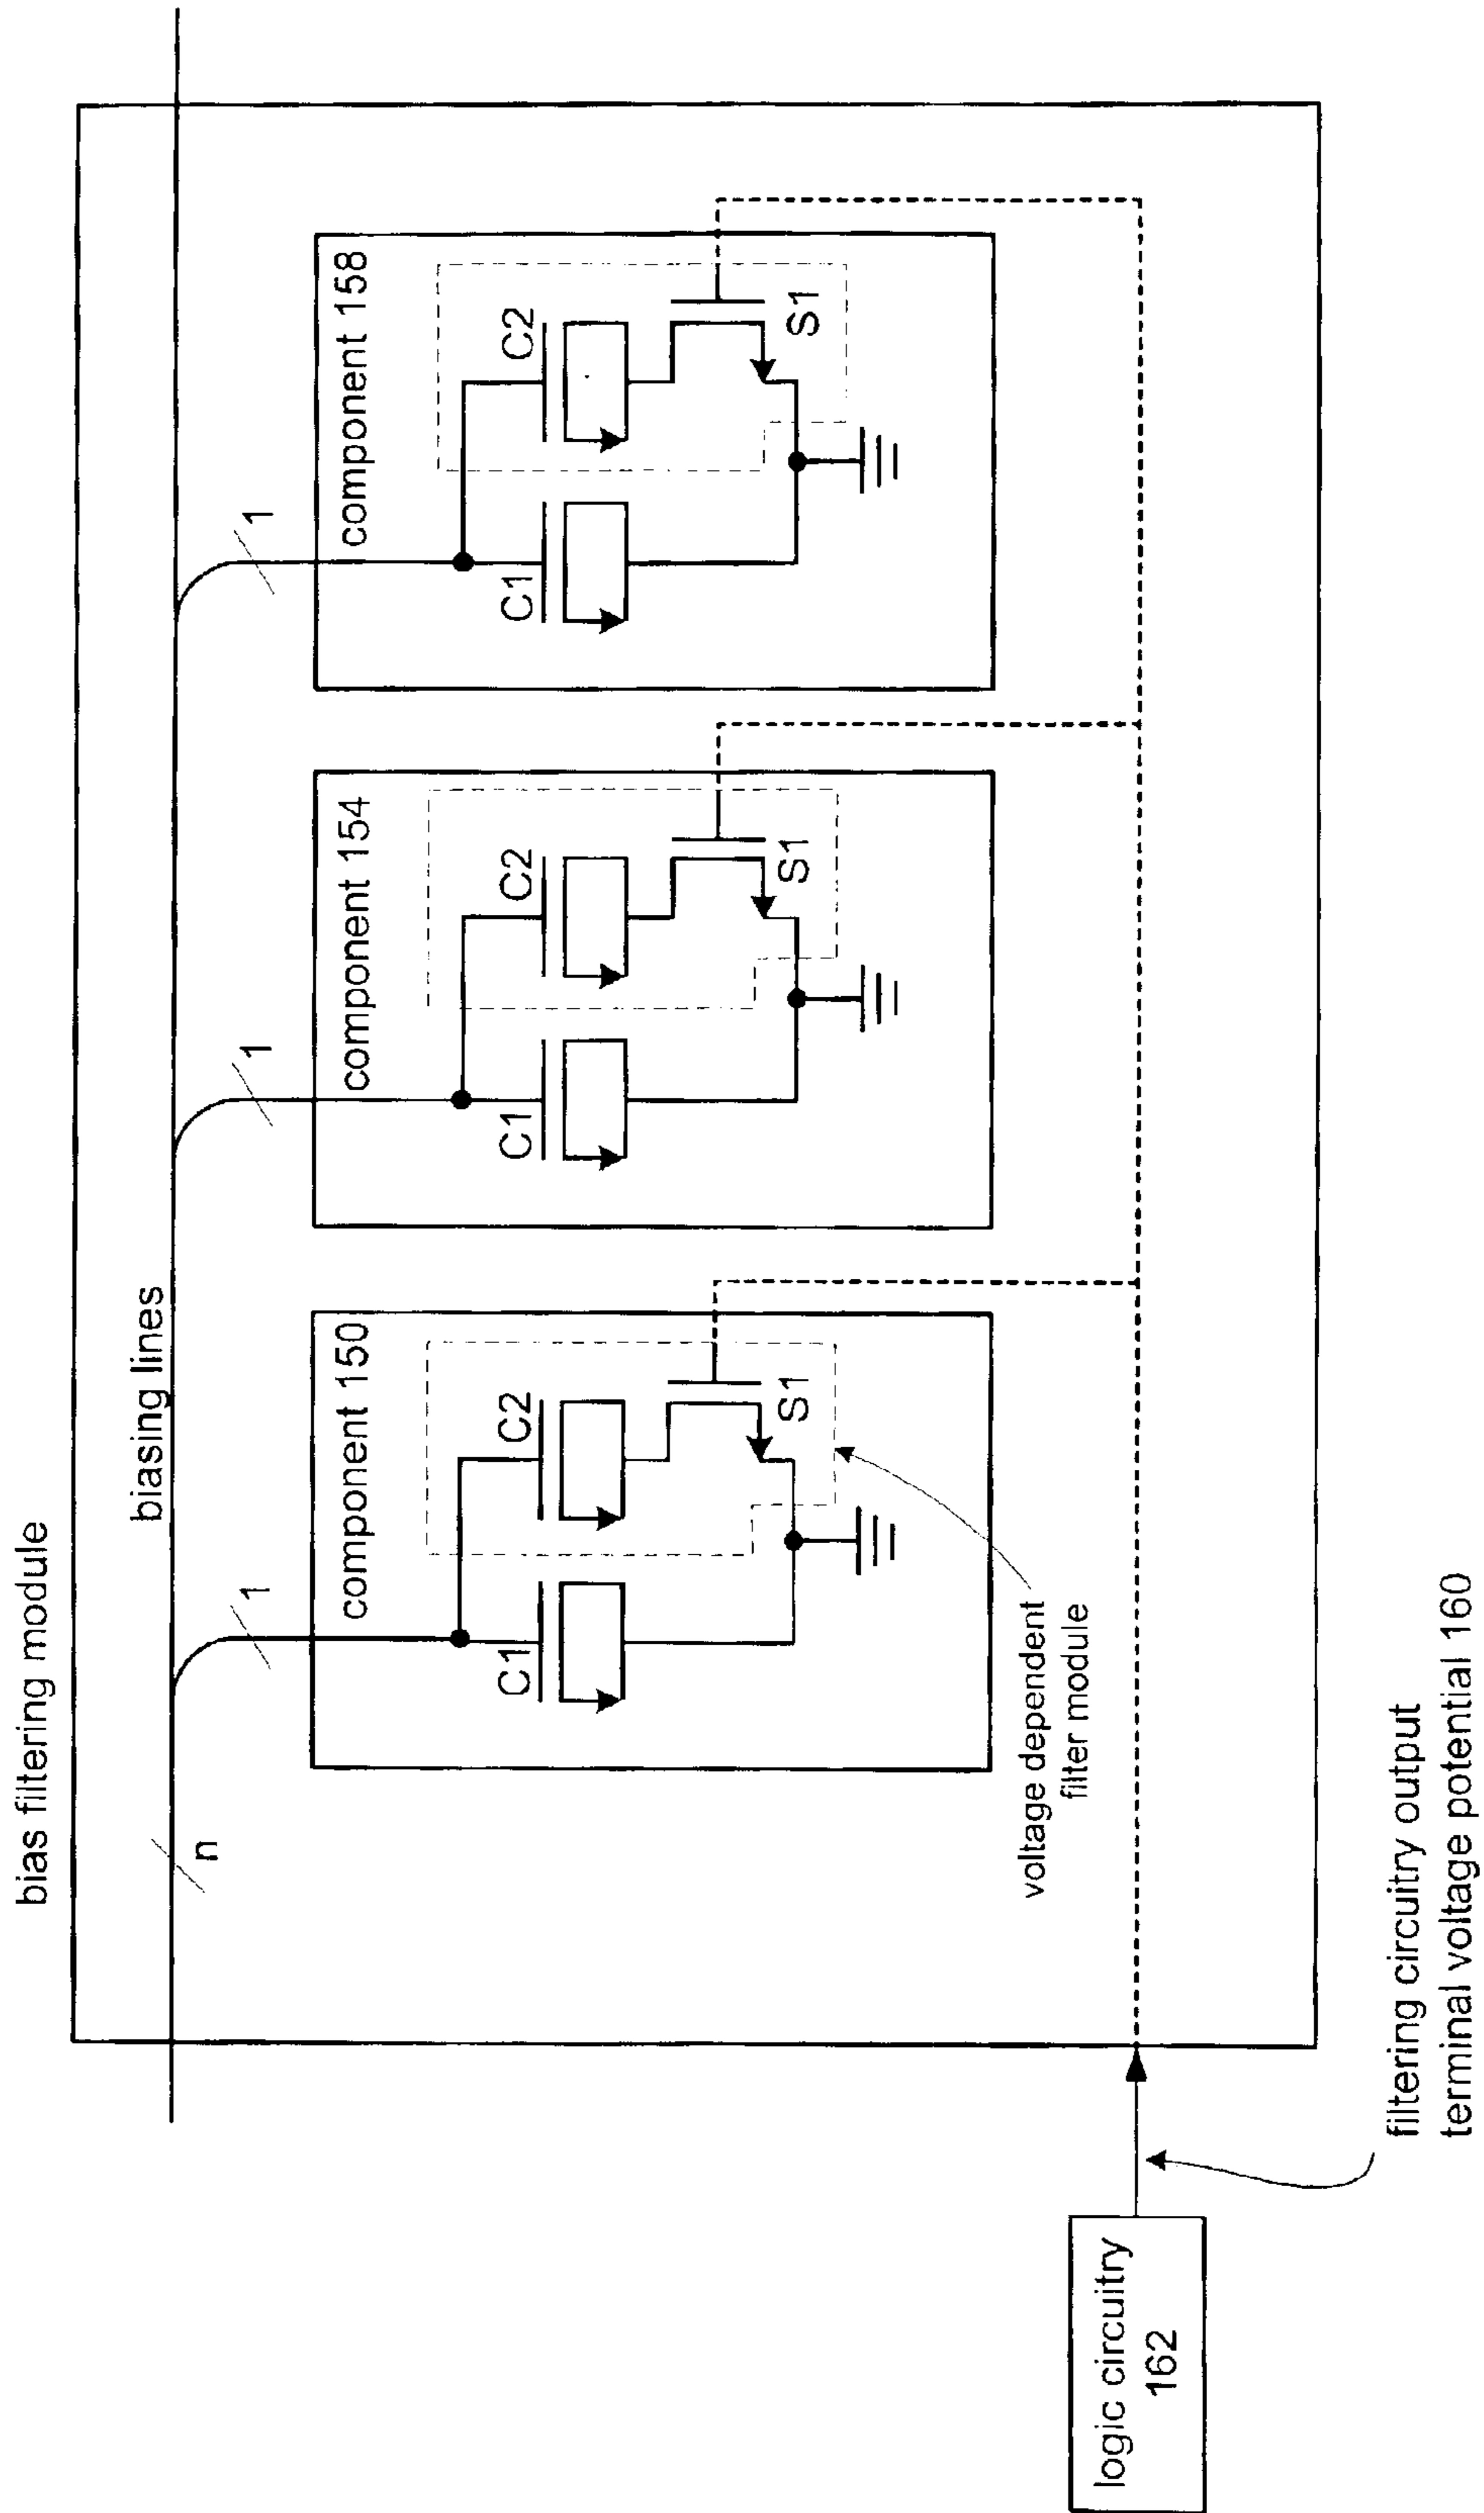 bias filtering module
biasing lines
n
1
1
1
component 150
C1
C2
S1
component 154
C1
C2
S1
component 158
C1
C2
S1
voltage dependent
filter module
logic circuitry
162
filtering circuitry output
terminal voltage potential 160